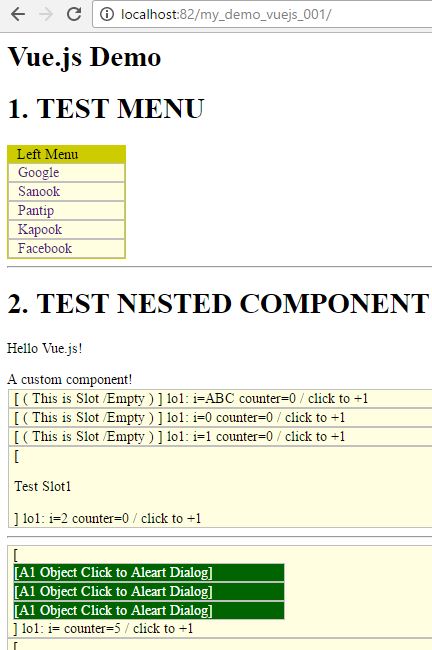 localhost:82/my_demo_vuejs_001/
Vue.js Demo
1. TEST MENU
Left Menu
Google
Sanook
Pantip
Kapook
Facebook
2. TEST NESTED COMPONENT
Hello Vue.js!
A custom component!
[ ( This is Slot /Empty ) ] lo1: i=ABC counter=0 / click to +1
[ ( This is Slot /Empty ) ] lo1: i=0 counter=0 / click to +1
[ ( This is Slot /Empty ) ] lo1: i=1 counter=0 / click to +1
[
Test Slot1
] lo1: i=2 counter=0 / click to +1
[
[A1 Object Click to Aleart Dialog]
[A1 Object Click to Aleart Dialog]
[A1 Object Click to Aleart Dialog]
] lo1: i= counter=5 / click to +1
[